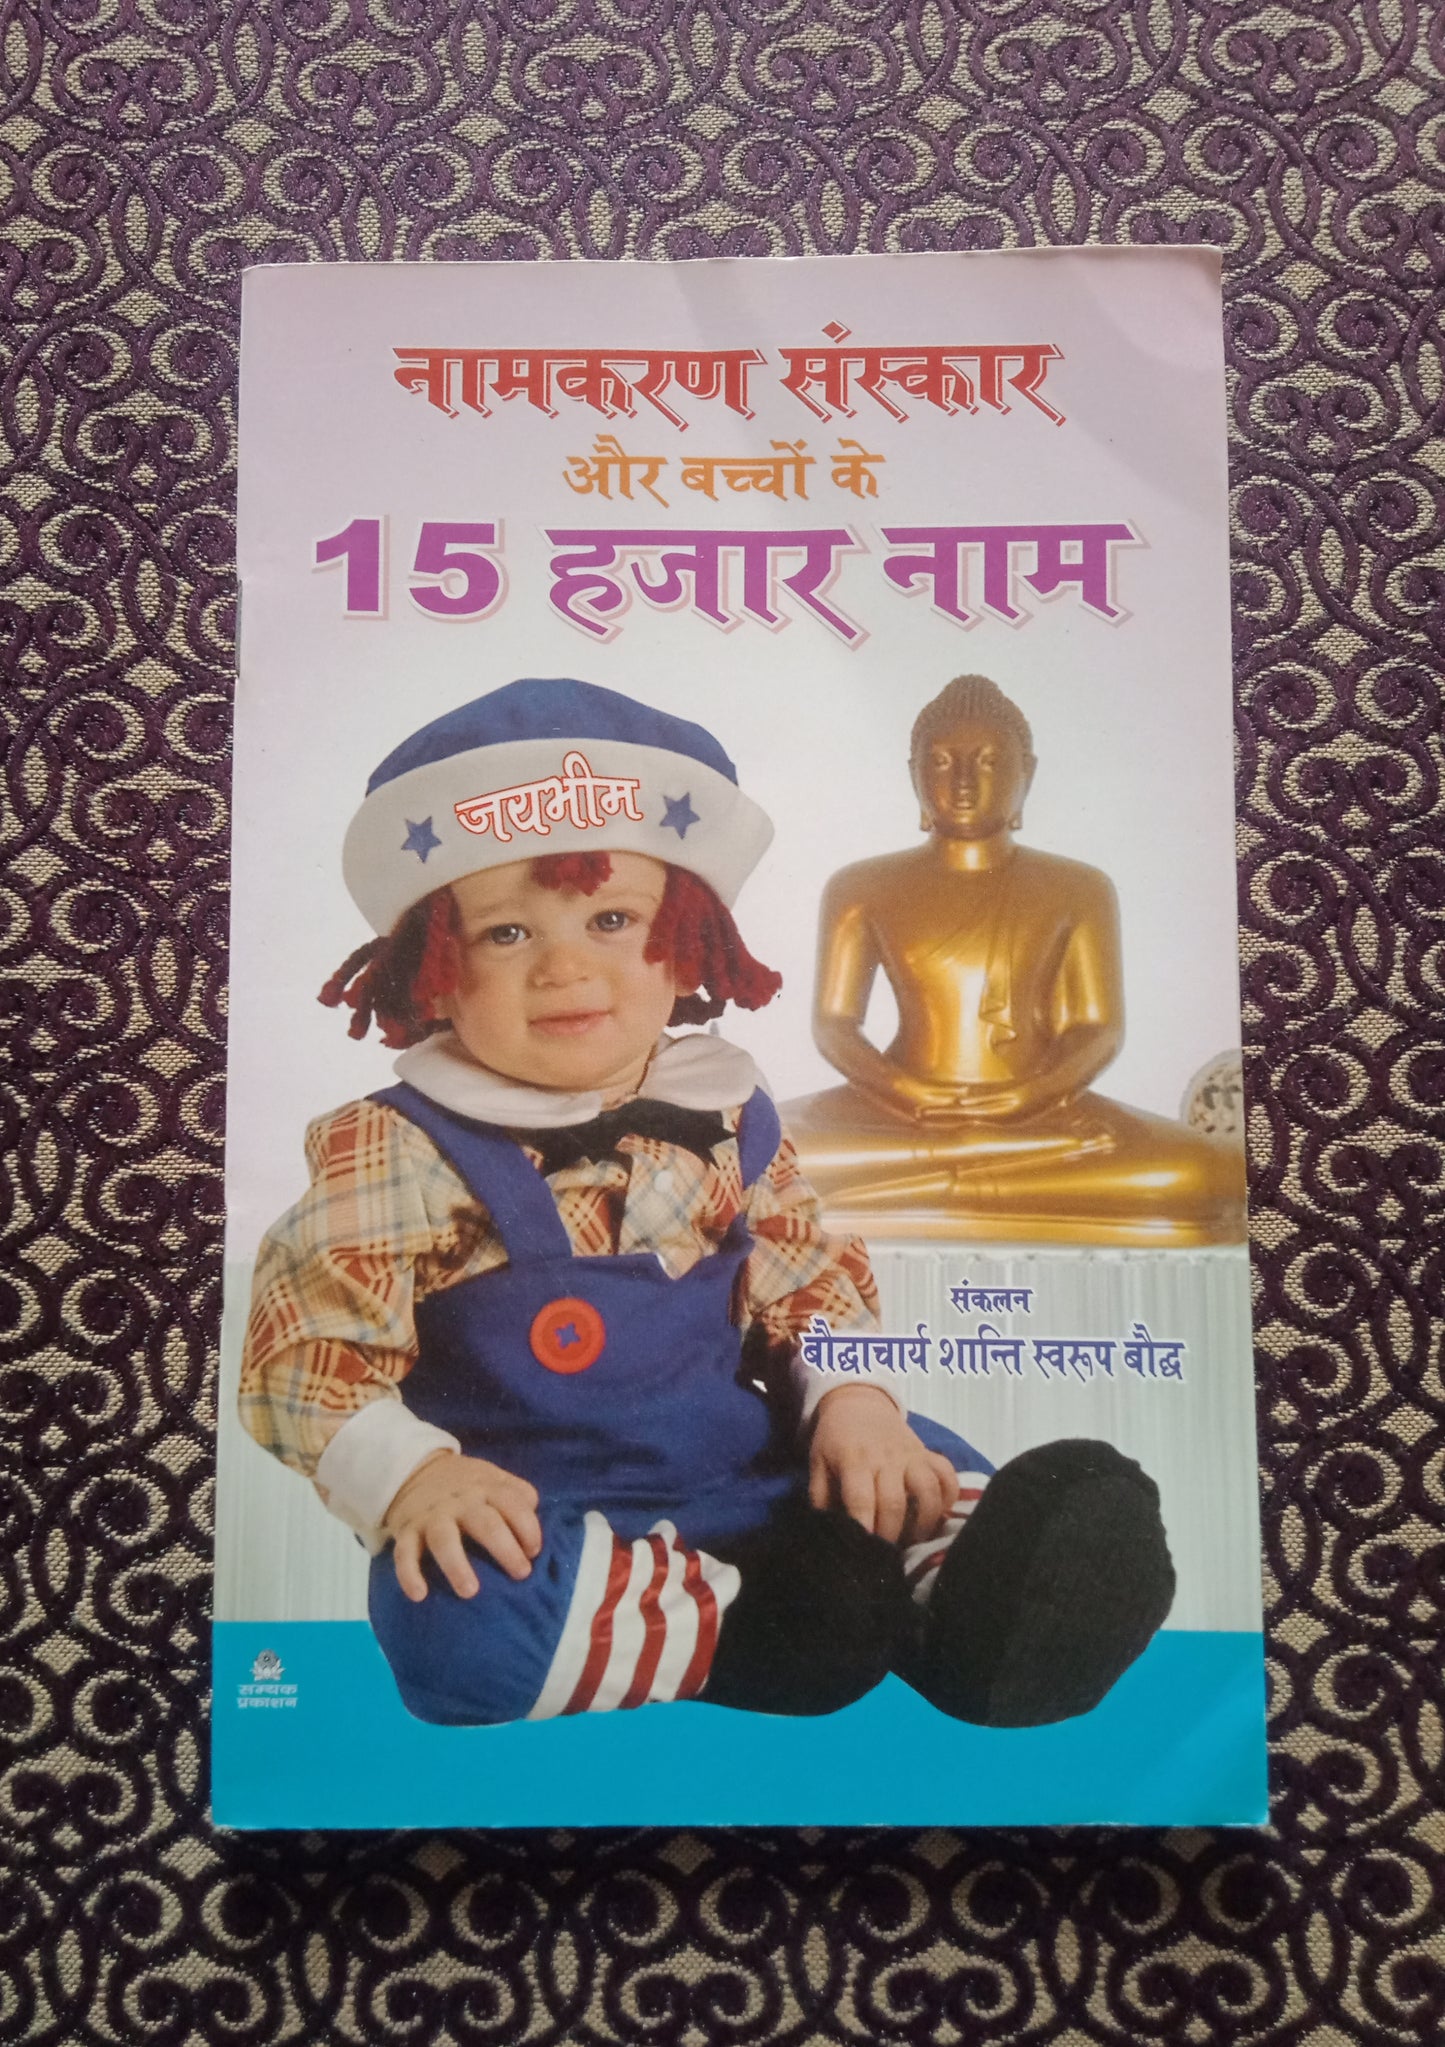 नामकरण संस्कार
और बच्चों के
15 हजार नाम
जयभीम
संकलन
बौद्धाचार्य शान्ति स्वरूप बौद्ध
सम्यक
प्रकाशन